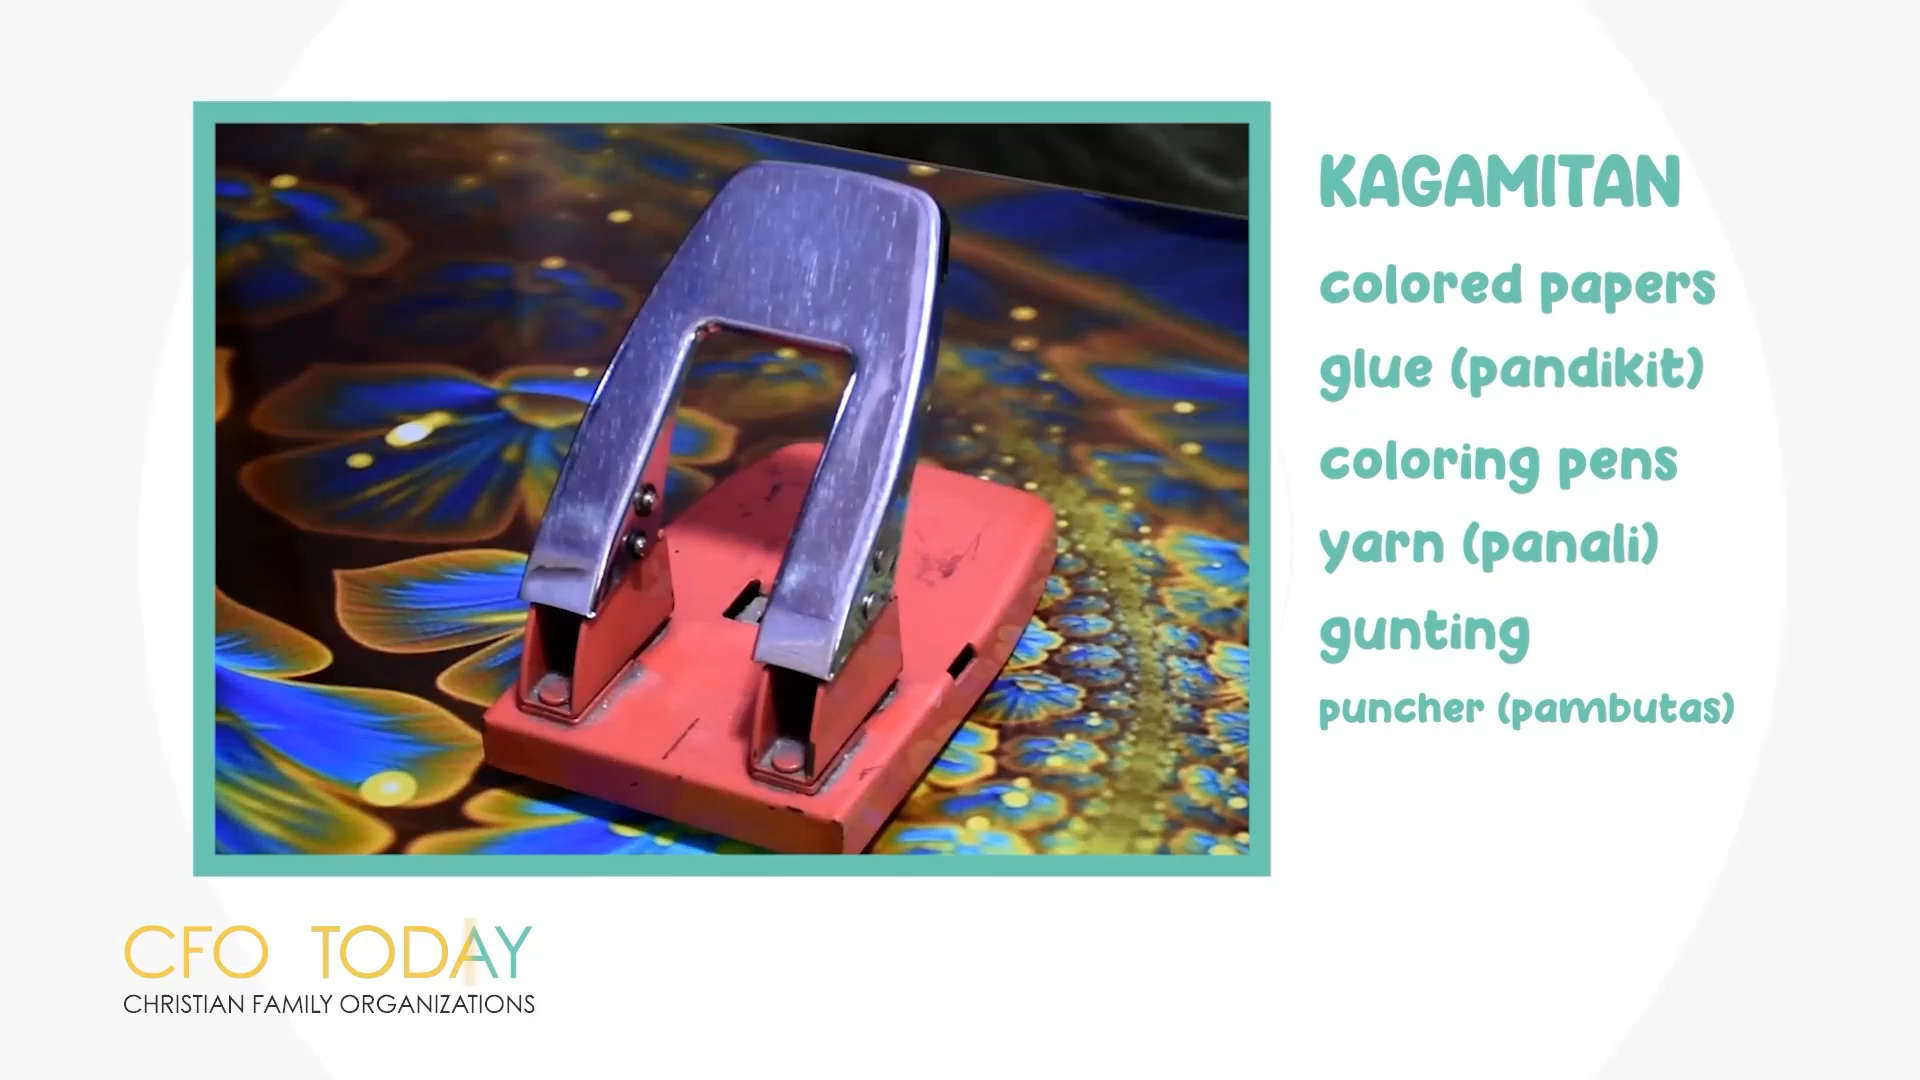 KAGAMITAN
colored papers
glue (pandikit)
coloring pens
yarn (panali)
gunting
puncher (pambutas)
CFO TODAY
CHRISTIAN FAMILY ORGANIZATIONS